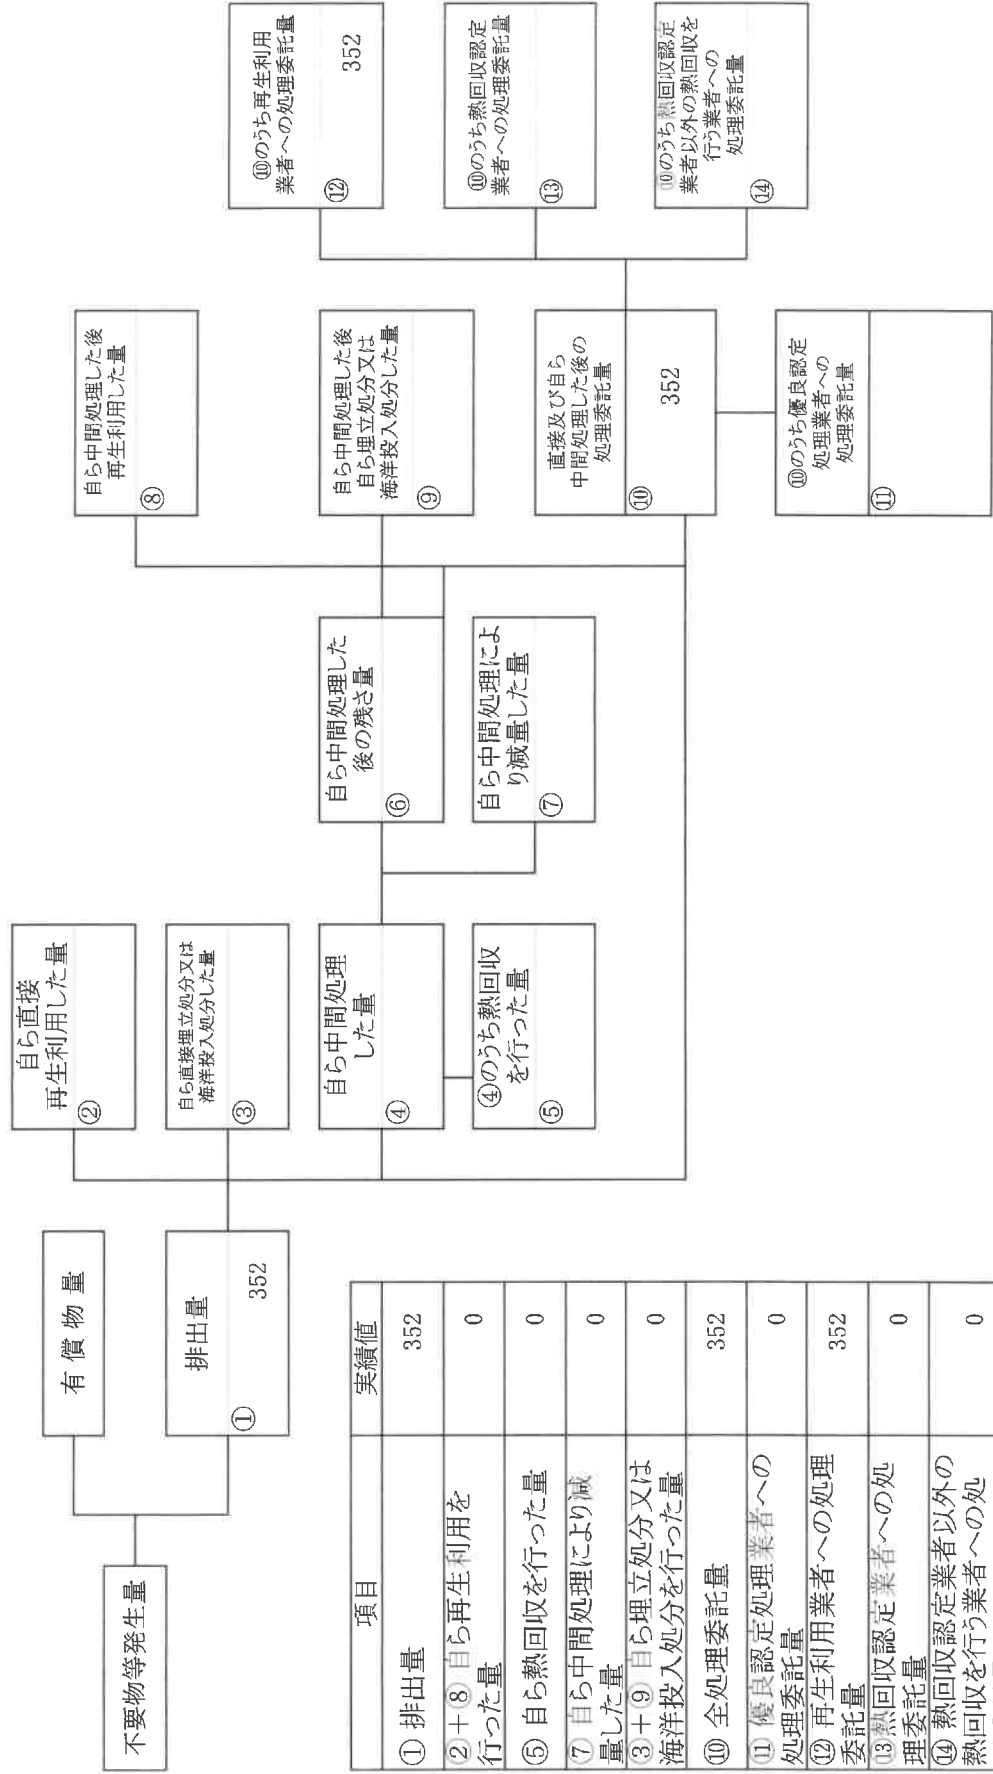 不要物等発生量
有償物量
排出量
①
352
自ら直接
再生利用した量
②
自ら直接埋立処分又は
海洋投入処分した量
③
自ら中間処理
した量
④
④のうち熱回収
を行った量
⑤
自ら中間処理した
後の残さ量
⑥
自ら中間処理によ
り減量した量
⑦
自ら中間処理した後
再生利用した量
⑧
自ら中間処理した後
自ら埋立処分又は
海洋投入処分した量
⑨
直接及び自ら
中間処理した後の
処理委託量
⑩
352
⑩のうち優良認定
処理業者への
処理委託量
⑪
⑩のうち再生利用
業者への処理委託量
⑫
352
⑩のうち熱回収認定
業者への処理委託量
⑬
⑩のうち熱回収認定
業者以外の熱回収を
行う業者への
処理委託量
⑭
項目 実績値
①排出量 352
②+⑧自ら再生利用を
行った量 0
⑤自ら熱回収を行った量 0
⑦自ら中間処理により減
量した量 0
③+⑨自ら埋立処分又は
海洋投入処分を行った量 0
⑩全処理委託量 352
⑪優良認定処理業者への
処理委託量 0
⑫再生利用業者への処理
委託量 352
⑬熱回収認定業者への処
理委託量 0
⑭熱回収認定業者以外の
熱回収を行う業者への処 0